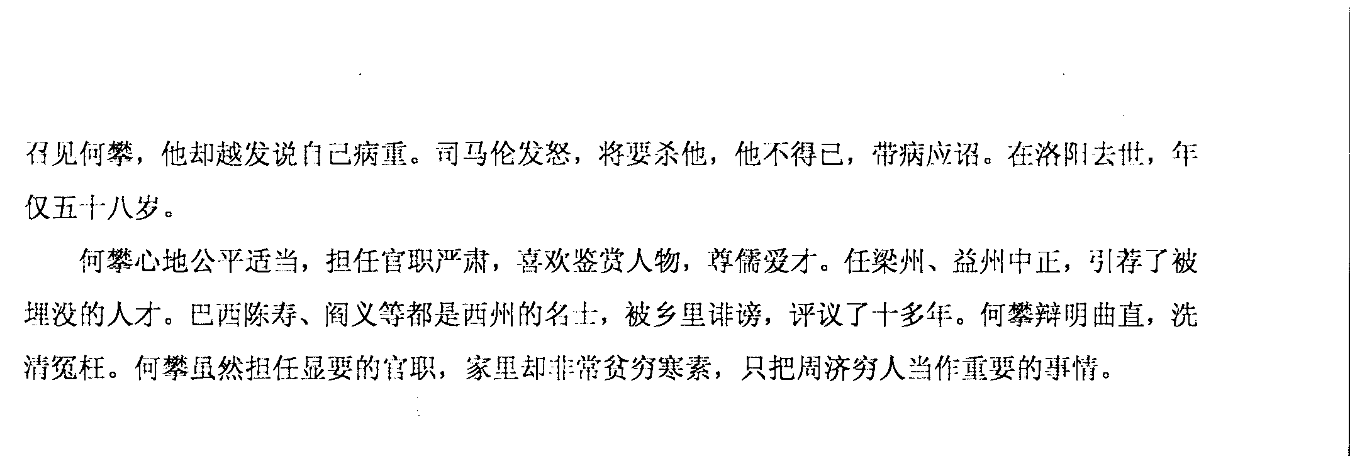 召见何攀，他却越发说自己病重。司马伦发怒，将要杀他，他不得已，带病应诏。在洛阳去世，年
仅五十八岁。
何攀心地公平适当，担任官职严肃，喜欢鉴赏人物，尊儒爱才。任梁州、益州中正，引荐了被
埋没的人才。巴西陈寿、阎义等都是西州的名士，被乡里诽谤，评议了十多年。何攀辩明曲直，洗
清冤枉。何攀虽然担任显要的官职，家里却非常贫穷寒素，只把周济穷人当作重要的事情。